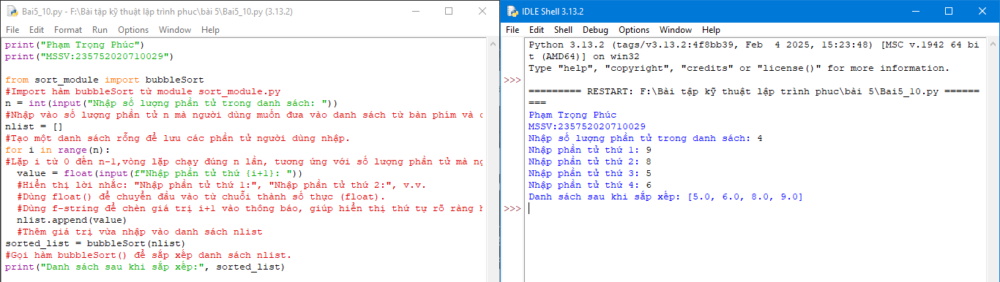 Bai5_10.py - F:\Bài tập kỹ thuật lập trình phuc\bài 5\Bai5_10.py (3.13.2)
File Edit Format Run Options Window Help
print("Phạm Trọng Phúc")
print("MSSV:235752020710029")
from sort_module import bubbleSort
#Import hàm bubbleSort từ module sort_module.py
n = int(input("Nhập số lượng phần tử trong danh sách: "))
#Nhập vào số lượng phần tử n mà người dùng muốn đưa vào danh sách từ bàn phím và
nlist = []
#Tạo một danh sách rỗng để lưu các phần tử người dùng nhập.
for i in range(n):
#Lặp i từ 0 đến n-1,vòng lặp chạy đúng n lần, tương ứng với số lượng phần tử mà
value = float(input(f"Nhập phần tử thứ {i+1}: "))
#Hiển thị lời nhắc: "Nhập phần tử thứ 1:", "Nhập phần tử thứ 2:", v.v.
#Dùng float() để chuyển đầu vào từ chuỗi thành số thực (float).
#Dùng f-string để chèn giá trị i+1 vào thông báo, giúp hiển thị thứ tự rõ ràng
nlist.append(value)
#Thêm giá trị vừa nhập vào danh sách nlist
sorted_list = bubbleSort(nlist)
#Gọi hàm bubbleSort() để sắp xếp danh sách nlist.
print("Danh sách sau khi sắp xếp:", sorted_list)
IDLE Shell 3.13.2
File Edit Shell Debug Options Window Help
Python 3.13.2 (tags/v3.13.2:4f8bb39, Feb  4 2025, 15:23:48) [MSC v.1942 64 bi
t (AMD64)] on win32
Type "help", "copyright", "credits" or "license()" for more information.
>>>
========= RESTART: F:\Bài tập kỹ thuật lập trình phuc\bài 5\Bai5_10.py ======
===
Phạm Trọng Phúc
MSSV:235752020710029
Nhập số lượng phần tử trong danh sách: 4
Nhập phần tử thứ 1: 9
Nhập phần tử thứ 2: 8
Nhập phần tử thứ 3: 5
Nhập phần tử thứ 4: 6
Danh sách sau khi sắp xếp: [5.0, 6.0, 8.0, 9.0]
>>>